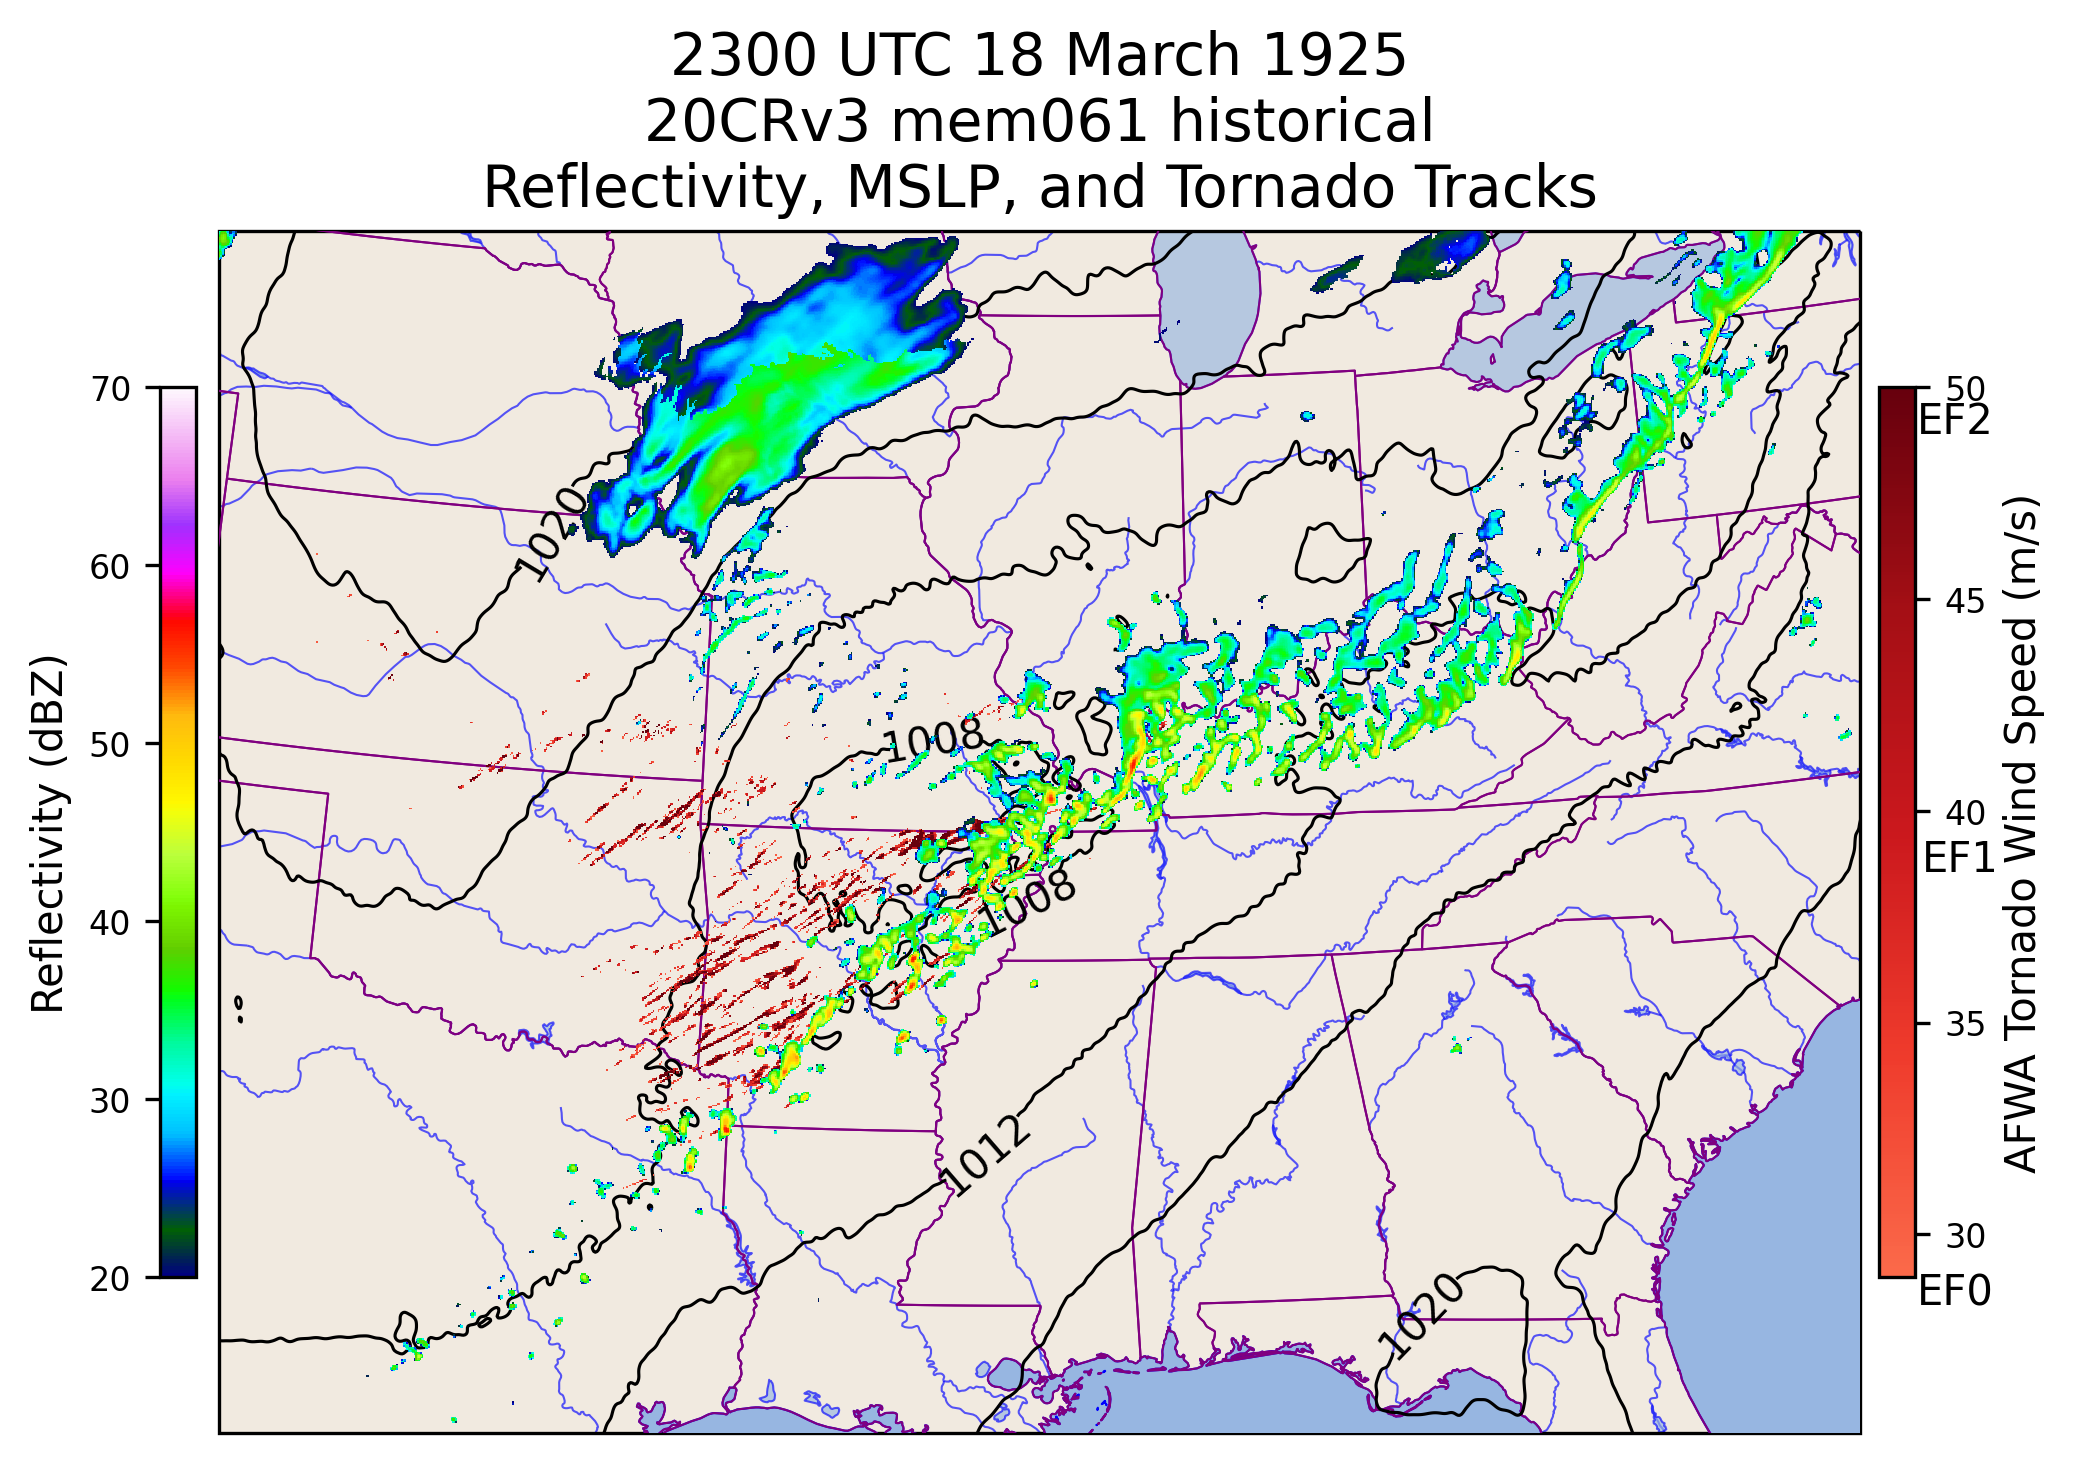 2300 UTC 18 March 1925
20CRv3 mem061 historical
Reflectivity, MSLP, and Tornado Tracks
70
60
50
40
30
20
Reflectivity (dBZ)
1020
1008
1008
1012
1020
50
EF2
45
40
EF1
35
30
EF0
AFWA Tornado Wind Speed (m/s)